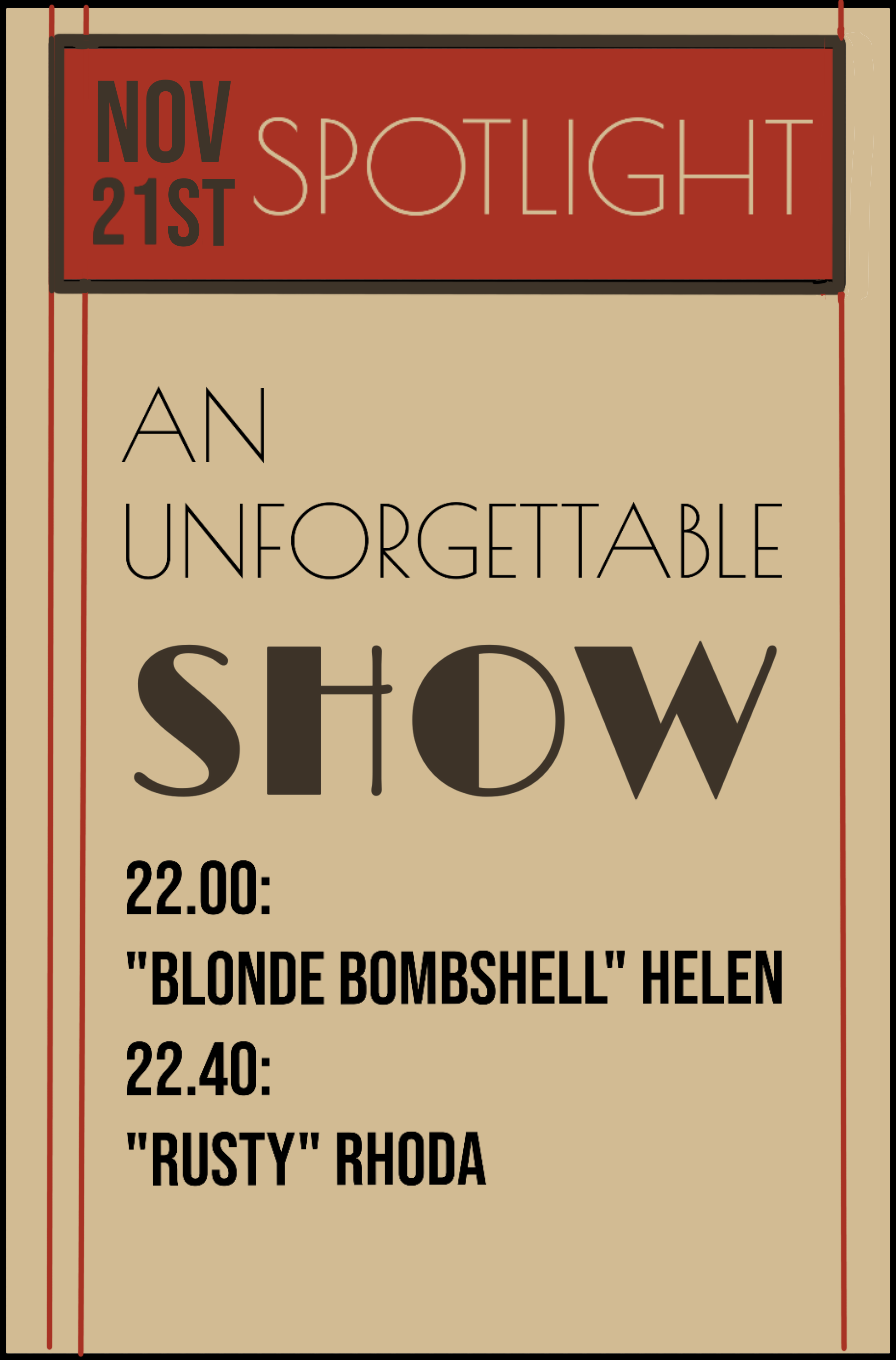 NOV
21ST
SPOTLIGHT
AN
UNFORGETTABLE
SHOW
22.00:
"BLONDE BOMBSHELL" HELEN
22.40:
"RUSTY" RHODA